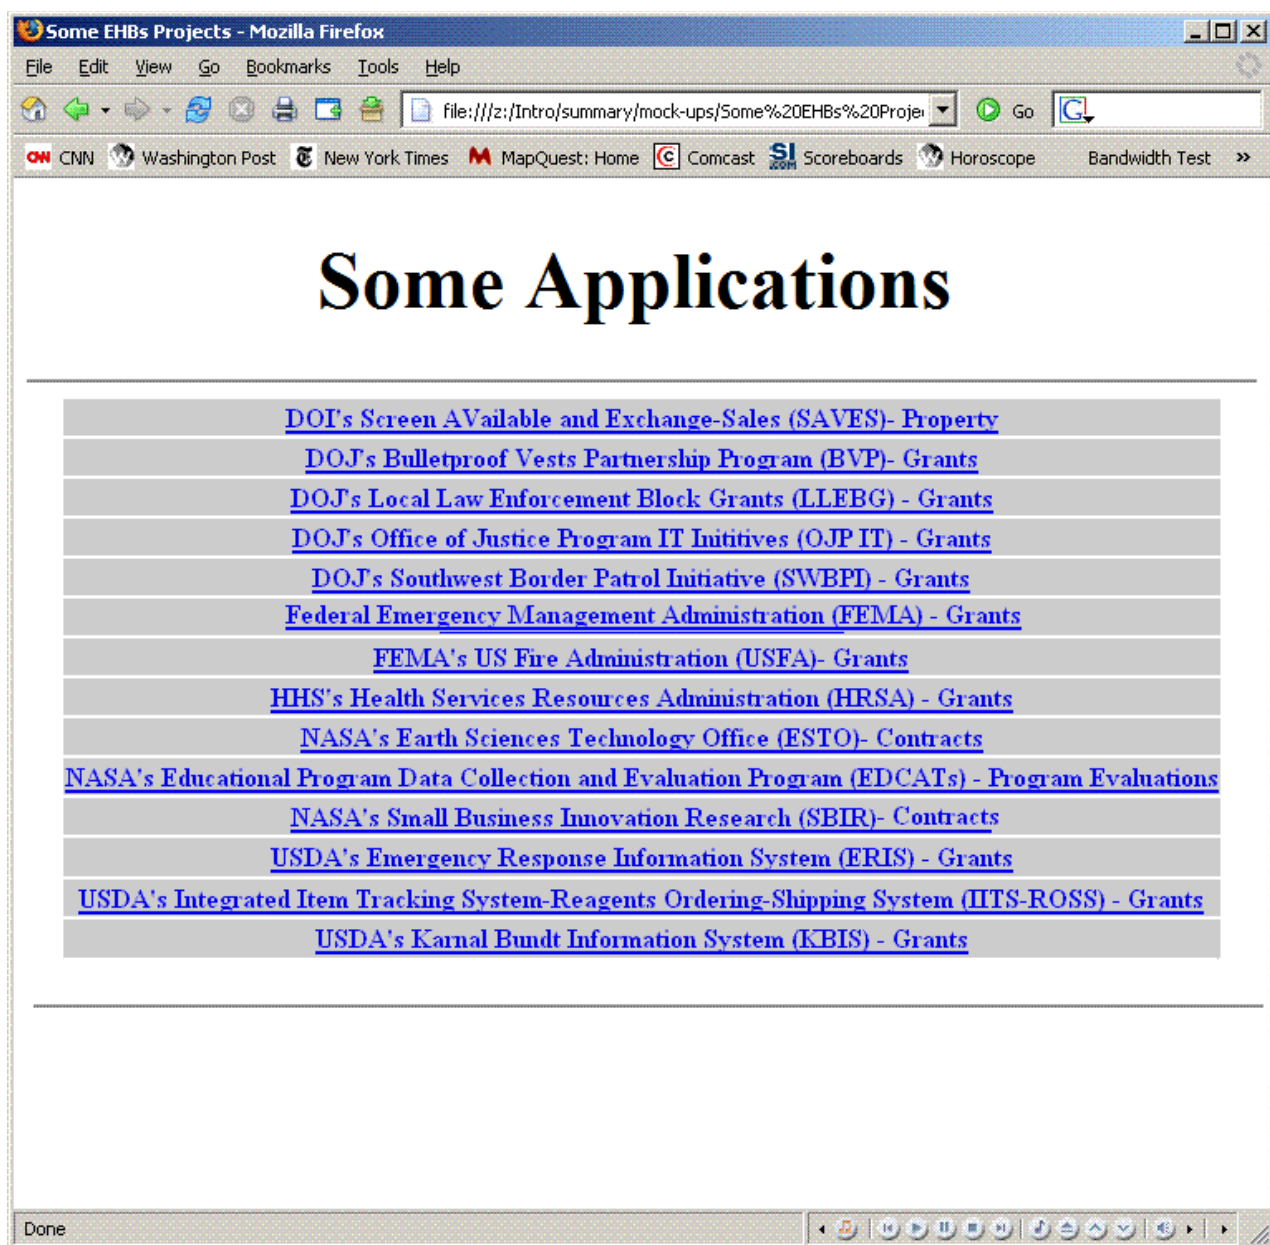 Some EHBs Projects - Mozilla Firefox
File Edit View Go Bookmarks Tools Help
file:///z:/Intro/summary/mock-ups/Some%20EHBs%20Projec Go G
CNN CNN Washington Post New York Times MapQuest: Home C Comcast SI.COM Scoreboards Horoscope Bandwidth Test »
Some Applications
DOI's Screen AVailable and Exchange-Sales (SAVES)- Property
DOJ's Bulletproof Vests Partnership Program (BVP)- Grants
DOJ's Local Law Enforcement Block Grants (LLEBG) - Grants
DOJ's Office of Justice Program IT Inititives (OJP IT) - Grants
DOJ's Southwest Border Patrol Initiative (SWBPI) - Grants
Federal Emergency Management Administration (FEMA) - Grants
FEMA's US Fire Administration (USFA)- Grants
HHS's Health Services Resources Administration (HRSA) - Grants
NASA's Earth Sciences Technology Office (ESTO)- Contracts
NASA's Educational Program Data Collection and Evaluation Program (EDCATs) - Program Evaluations
NASA's Small Business Innovation Research (SBIR)- Contracts
USDA's Emergency Response Information System (ERIS) - Grants
USDA's Integrated Item Tracking System-Reagents Ordering-Shipping System (IITS-ROSS) - Grants
USDA's Karnal Bundt Information System (KBIS) - Grants
Done